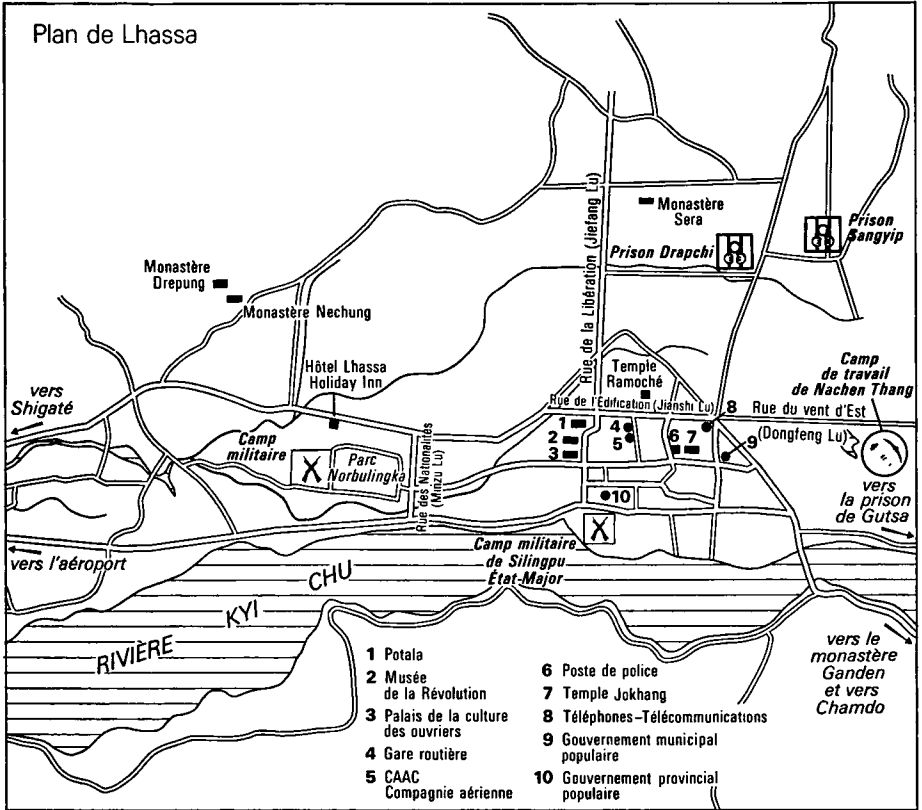 Plan de Lhassa
Monastère
Sera
Prison Drapchi
Prison
Sangyip
Rue de la Libération (Jiefang Lu)
Monastère
Drepung
Monastère Nechung
Hôtel Lhassa
Holiday Inn
vers
Shigaté
Camp
militaire
Parc
Norbulingka
Rue des Nationalités
(Minzu Lu)
Temple
Ramoché
Rue de l'Édification (Jianshi Lu)
Rue du vent d'Est
(Dongfeng Lu)
Camp
de travail
de Nachen Thang
1
2
3
4
5
6
7
8
9
10
vers
la prison
de Gutsa
vers l'aéroport
Camp militaire
de Silingpu
État-Major
RIVIÈRE KYI CHU
vers le
monastère
Ganden
et vers
Chamdo
1 Potala
2 Musée
de la Révolution
3 Palais de la culture
des ouvriers
4 Gare routière
5 CAAC
Compagnie aérienne
6 Poste de police
7 Temple Jokhang
8 Téléphones–Télécommunications
9 Gouvernement municipal
populaire
10 Gouvernement provincial
populaire